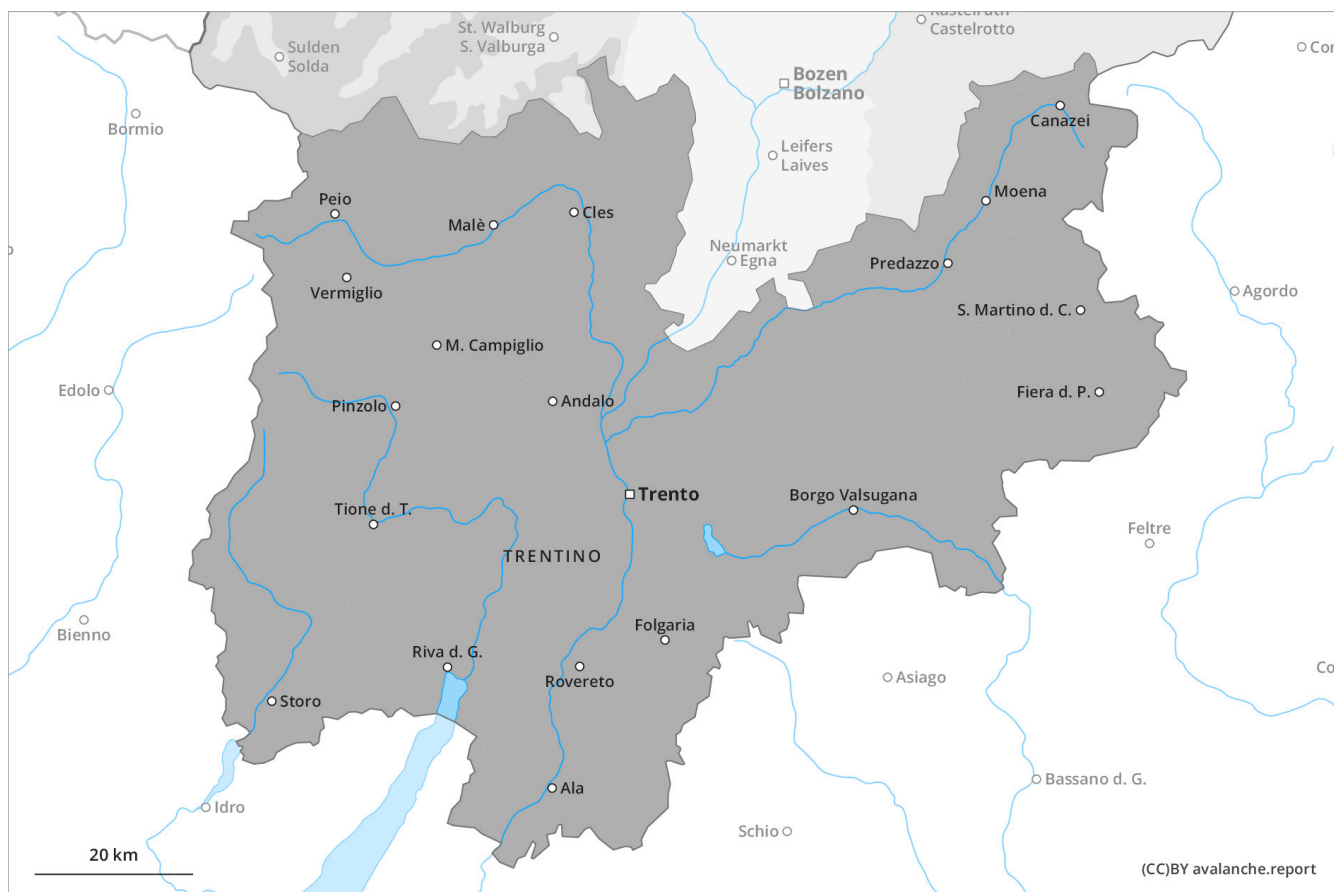 St. Walburg
S. Valburga
Kastelruth
Castelrotto
Sulden
Solda
Bozen
Bolzano
Bormio
Canazei
Leifers
Laives
Peio
Malè
Cles
Moena
Neumarkt
Egna
Predazzo
Vermiglio
Agordo
S. Martino d. C.
M. Campiglio
Edolo
Pinzolo
Andalo
Fiera d. P.
Trento
Borgo Valsugana
Tione d. T.
Feltre
TRENTINO
Bienno
Folgaria
Riva d. G.
Rovereto
Asiago
Storo
Bassano d. G.
Ala
Idro
Schio
20 km
(CC)BY avalanche.report